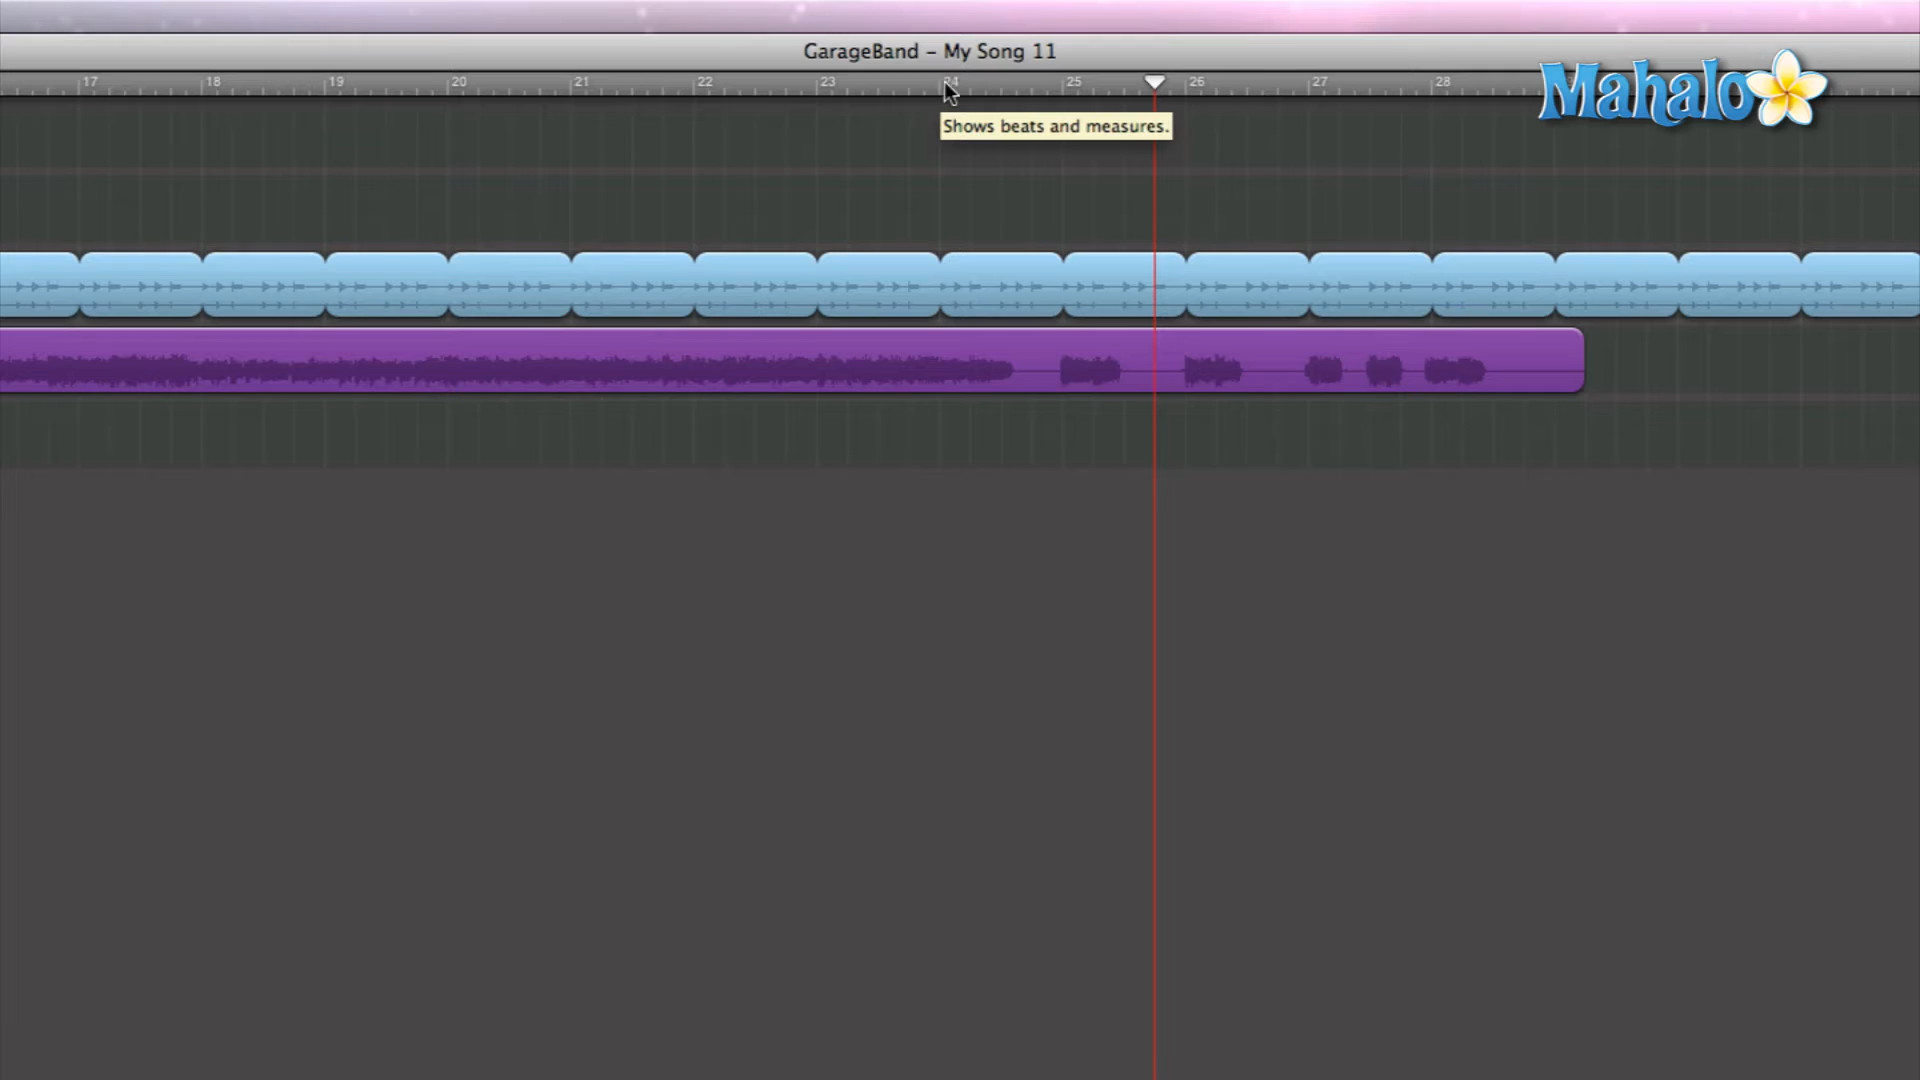 GarageBand – My Song 11
17 18 19 20 21 22 23 24 25 26 27 28
Mahalo
Shows beats and measures.